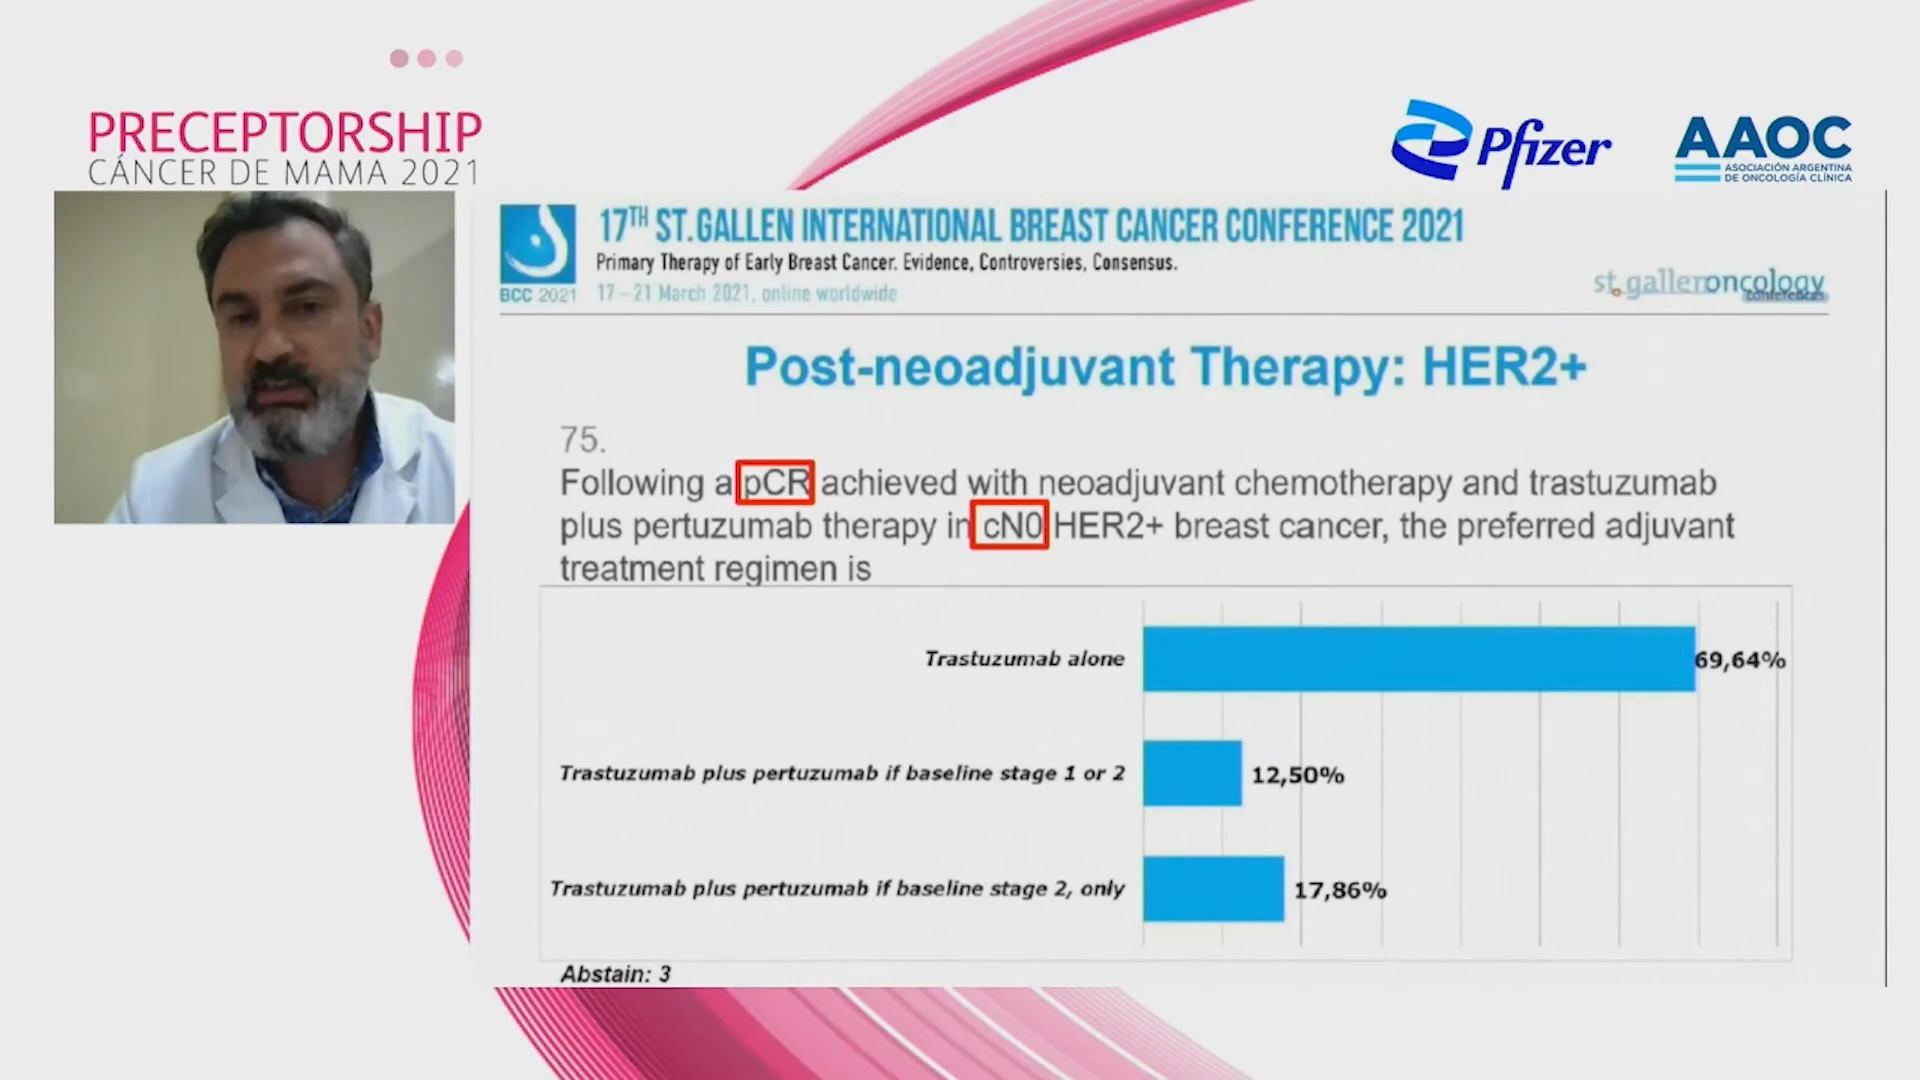 PRECEPTORSHIP
CÁNCER DE MAMA 2021
Pfizer
AAOC
ASOCIACIÓN ARGENTINA
DE ONCOLOGÍA CLÍNICA
BCC 2021
17TH ST.GALLEN INTERNATIONAL BREAST CANCER CONFERENCE 2021
Primary Therapy of Early Breast Cancer. Evidence, Controversies, Consensus.
17 – 21 March 2021, online worldwide
st.gallenoncology
conferences
Post-neoadjuvant Therapy: HER2+
75.
Following a pCR achieved with neoadjuvant chemotherapy and trastuzumab
plus pertuzumab therapy in cN0 HER2+ breast cancer, the preferred adjuvant
treatment regimen is
Trastuzumab alone
69,64%
Trastuzumab plus pertuzumab if baseline stage 1 or 2
12,50%
Trastuzumab plus pertuzumab if baseline stage 2, only
17,86%
Abstain: 3